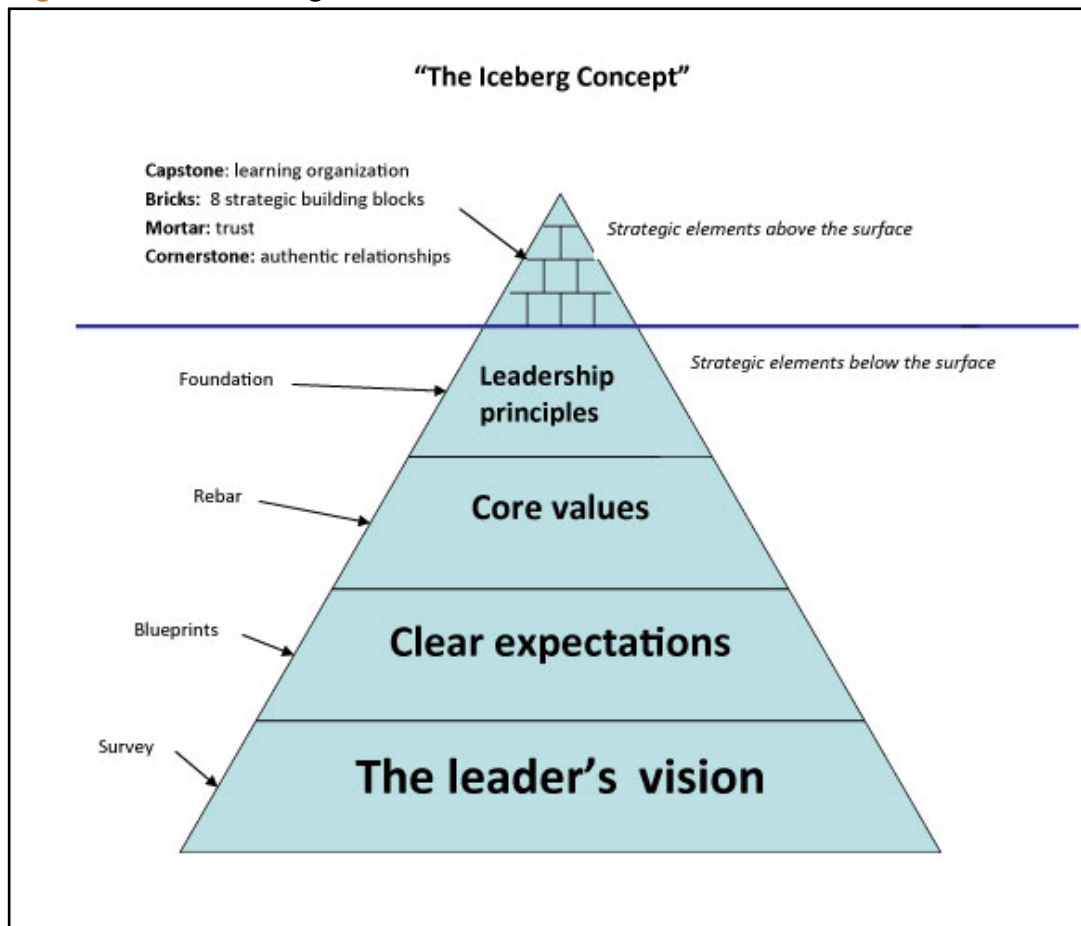 “The Iceberg Concept”
Capstone: learning organization
Bricks: 8 strategic building blocks
Mortar: trust
Cornerstone: authentic relationships
Strategic elements above the surface
Strategic elements below the surface
Foundation
Leadership
principles
Rebar
Core values
Blueprints
Clear expectations
Survey
The leader’s vision